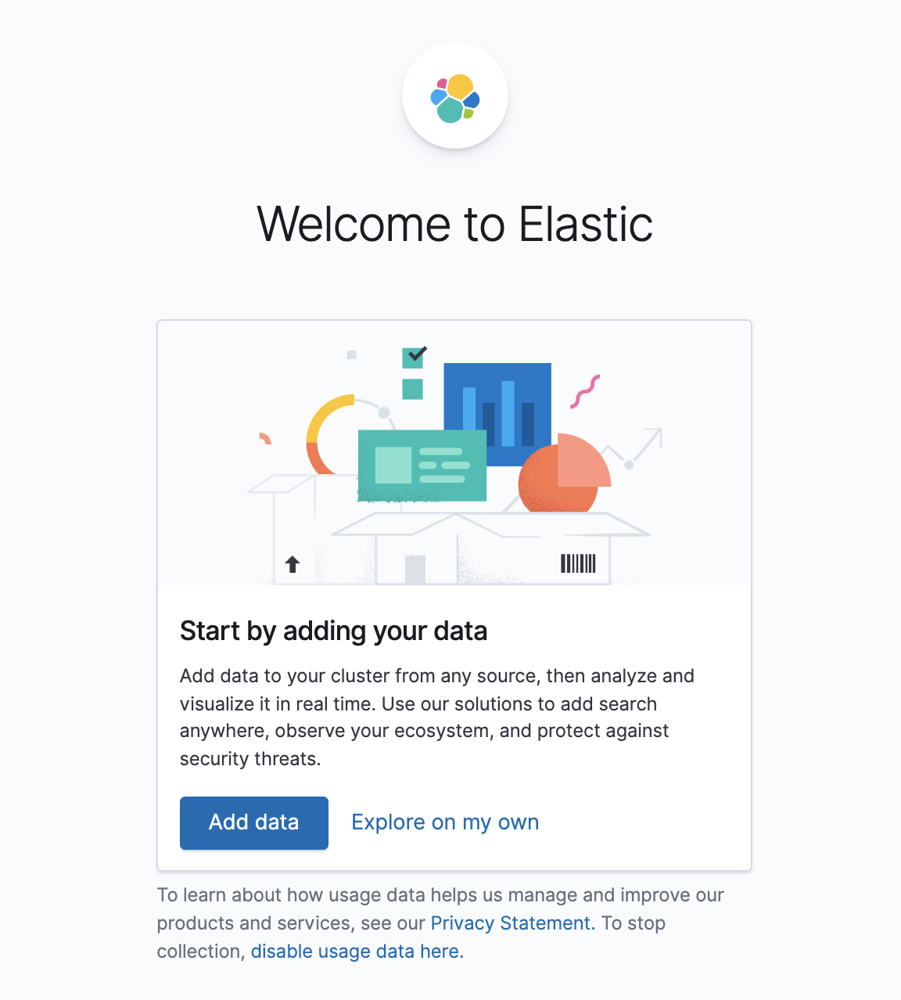 Welcome to Elastic
Start by adding your data
Add data to your cluster from any source, then analyze and
visualize it in real time. Use our solutions to add search
anywhere, observe your ecosystem, and protect against
security threats.
Add data
Explore on my own
To learn about how usage data helps us manage and improve our
products and services, see our Privacy Statement. To stop
collection, disable usage data here.